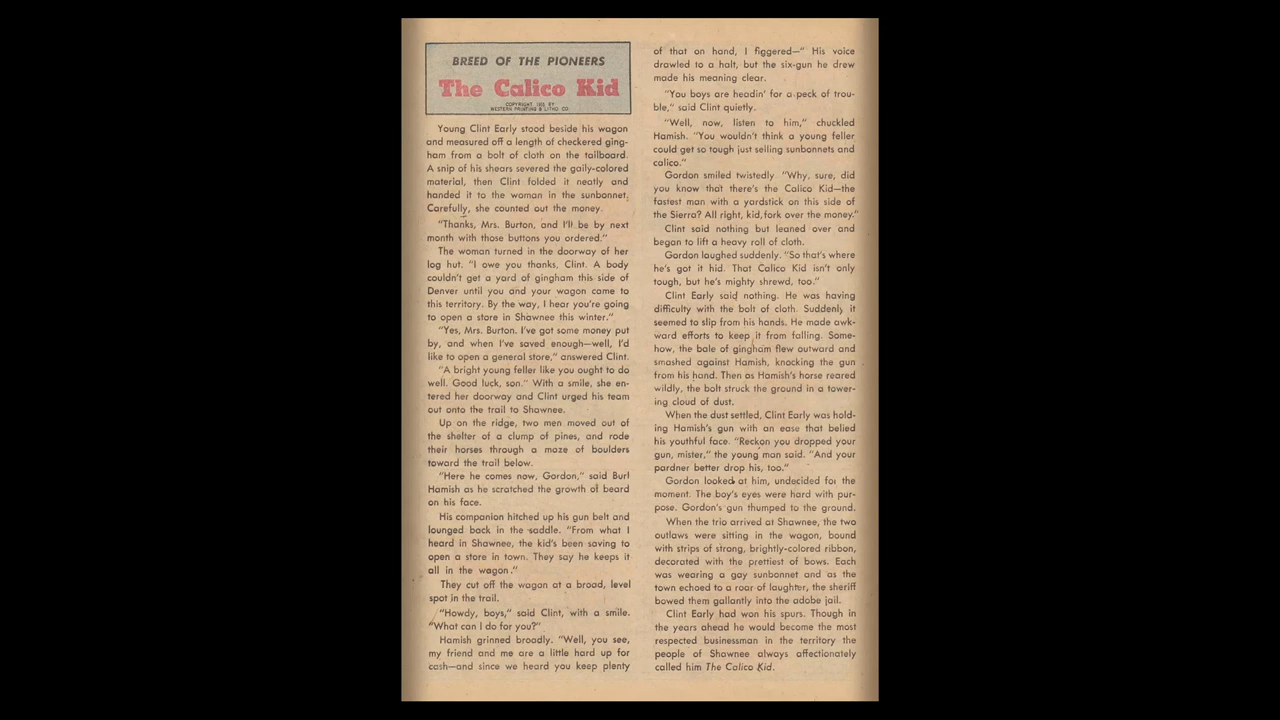 BREED OF THE PIONEERS
The Calico Kid
COPYRIGHT 1955 BY
WESTERN PRINTING & LITHO. CO.
Young Clint Early stood beside his wagon
and measured off a length of checkered ging-
ham from a bolt of cloth on the tailboard.
A snip of his shears severed the gaily-colored
material, then Clint folded it neatly and
handed it to the woman in the sunbonnet.
Carefully, she counted out the money.
"Thanks, Mrs. Burton, and I'll be by next
month with those buttons you ordered."
The woman turned in the doorway of her
log hut. "I owe you thanks, Clint. A body
couldn't get a yard of gingham this side of
Denver until you and your wagon came to
this territory. By the way, I hear you're going
to open a store in Shawnee this winter."
"Yes, Mrs. Burton. I've got some money put
by, and when I've saved enough—well, I'd
like to open a general store," answered Clint.
"A bright young feller like you ought to do
well. Good luck, son." With a smile, she en-
tered her doorway and Clint urged his team
out onto the trail to Shawnee.
Up on the ridge, two men moved out of
the shelter of a clump of pines, and rode
their horses through a maze of boulders
toward the trail below.
"Here he comes now, Gordon," said Burl
Hamish as he scratched the growth of beard
on his face.
His companion hitched up his gun belt and
lounged back in the saddle. "From what I
heard in Shawnee, the kid's been saving to
open a store in town. They say he keeps it
all in the wagon."
They cut off the wagon at a broad, level
spot in the trail.
"Howdy, boys," said Clint, with a smile.
"What can I do for you?"
Hamish grinned broadly. "Well, you see,
my friend and me are a little hard up for
cash—and since we heard you keep plenty
of that on hand, I figgered—" His voice
drawled to a halt, but the six-gun he drew
made his meaning clear.
"You boys are headin' for a peck of trou-
ble," said Clint quietly.
"Well, now, listen to him," chuckled
Hamish. "You wouldn't think a young feller
could get so tough just selling sunbonnets and
calico."
Gordon smiled twistedly "Why, sure, did
you know that there's the Calico Kid—the
fastest man with a yardstick on this side of
the Sierra? All right, kid, fork over the money."
Clint said nothing but leaned over and
began to lift a heavy roll of cloth.
Gordon laughed suddenly. "So that's where
he's got it hid. That Calico Kid isn't only
tough, but he's mighty shrewd, too."
Clint Early said nothing. He was having
difficulty with the bolt of cloth. Suddenly it
seemed to slip from his hands. He made awk-
ward efforts to keep it from falling. Some-
how, the bale of gingham flew outward and
smashed against Hamish, knocking the gun
from his hand. Then as Hamish's horse reared
wildly, the bolt struck the ground in a tower-
ing cloud of dust.
When the dust settled, Clint Early was hold-
ing Hamish's gun with an ease that belied
his youthful face. "Reckon you dropped your
gun, mister," the young man said. "And your
pardner better drop his, too."
Gordon looked at him, undecided for the
moment. The boy's eyes were hard with pur-
pose. Gordon's gun thumped to the ground.
When the trio arrived at Shawnee, the two
outlaws were sitting in the wagon, bound
with strips of strong, brightly-colored ribbon,
decorated with the prettiest of bows. Each
was wearing a gay sunbonnet and as the
town echoed to a roar of laughter, the sheriff
bowed them gallantly into the adobe jail.
Clint Early had won his spurs. Though in
the years ahead he would become the most
respected businessman in the territory the
people of Shawnee always affectionately
called him The Calico Kid.